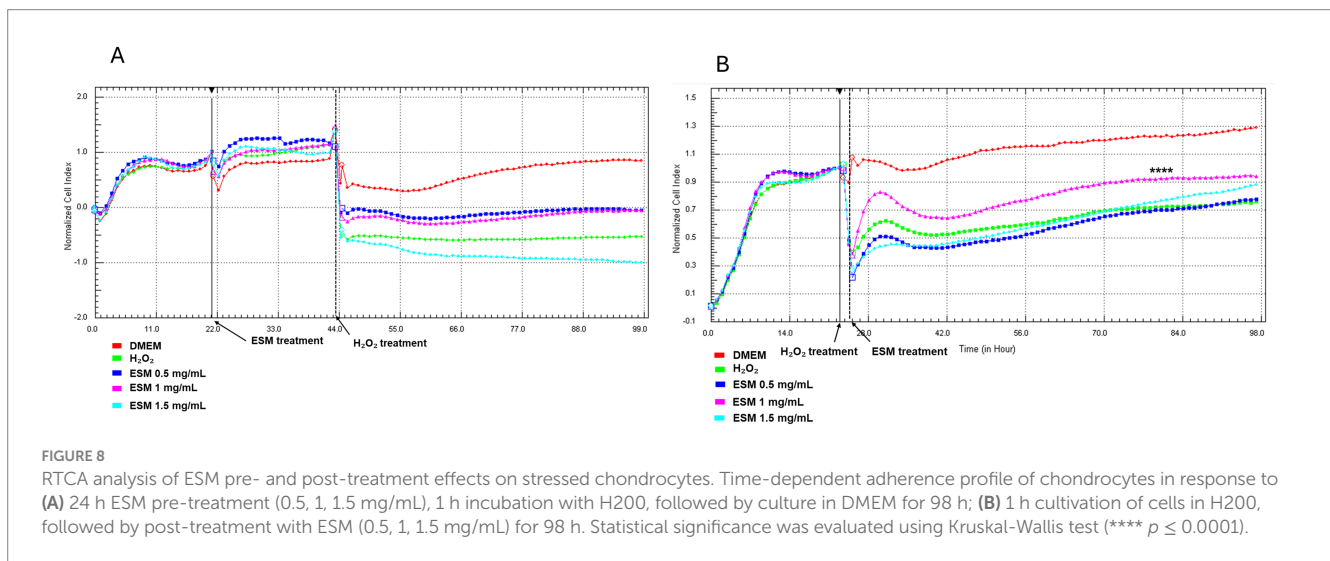 A
B
Normalized Cell Index
2.0
1.0
0.0
-1.0
-2.0
0.0 11.0 22.0 33.0 44.0 55.0 66.0 77.0 88.0 99.0
ESM treatment
H₂O₂ treatment
DMEM
H₂O₂
ESM 0.5 mg/mL
ESM 1 mg/mL
ESM 1.5 mg/mL
Normalized Cell Index
1.5
1.3
1.1
0.9
0.7
0.5
0.3
0.1
-0.1
****
0.0 14.0 28.0 42.0 56.0 70.0 84.0 98.0
H₂O₂ treatment
ESM treatment
Time (in Hour)
DMEM
H₂O₂
ESM 0.5 mg/mL
ESM 1 mg/mL
ESM 1.5 mg/mL
FIGURE 8
RTCA analysis of ESM pre- and post-treatment effects on stressed chondrocytes. Time-dependent adherence profile of chondrocytes in response to
(A) 24 h ESM pre-treatment (0.5, 1, 1.5 mg/mL), 1 h incubation with H200, followed by culture in DMEM for 98 h; (B) 1 h cultivation of cells in H200,
followed by post-treatment with ESM (0.5, 1, 1.5 mg/mL) for 98 h. Statistical significance was evaluated using Kruskal-Wallis test (**** p ≤ 0.0001).